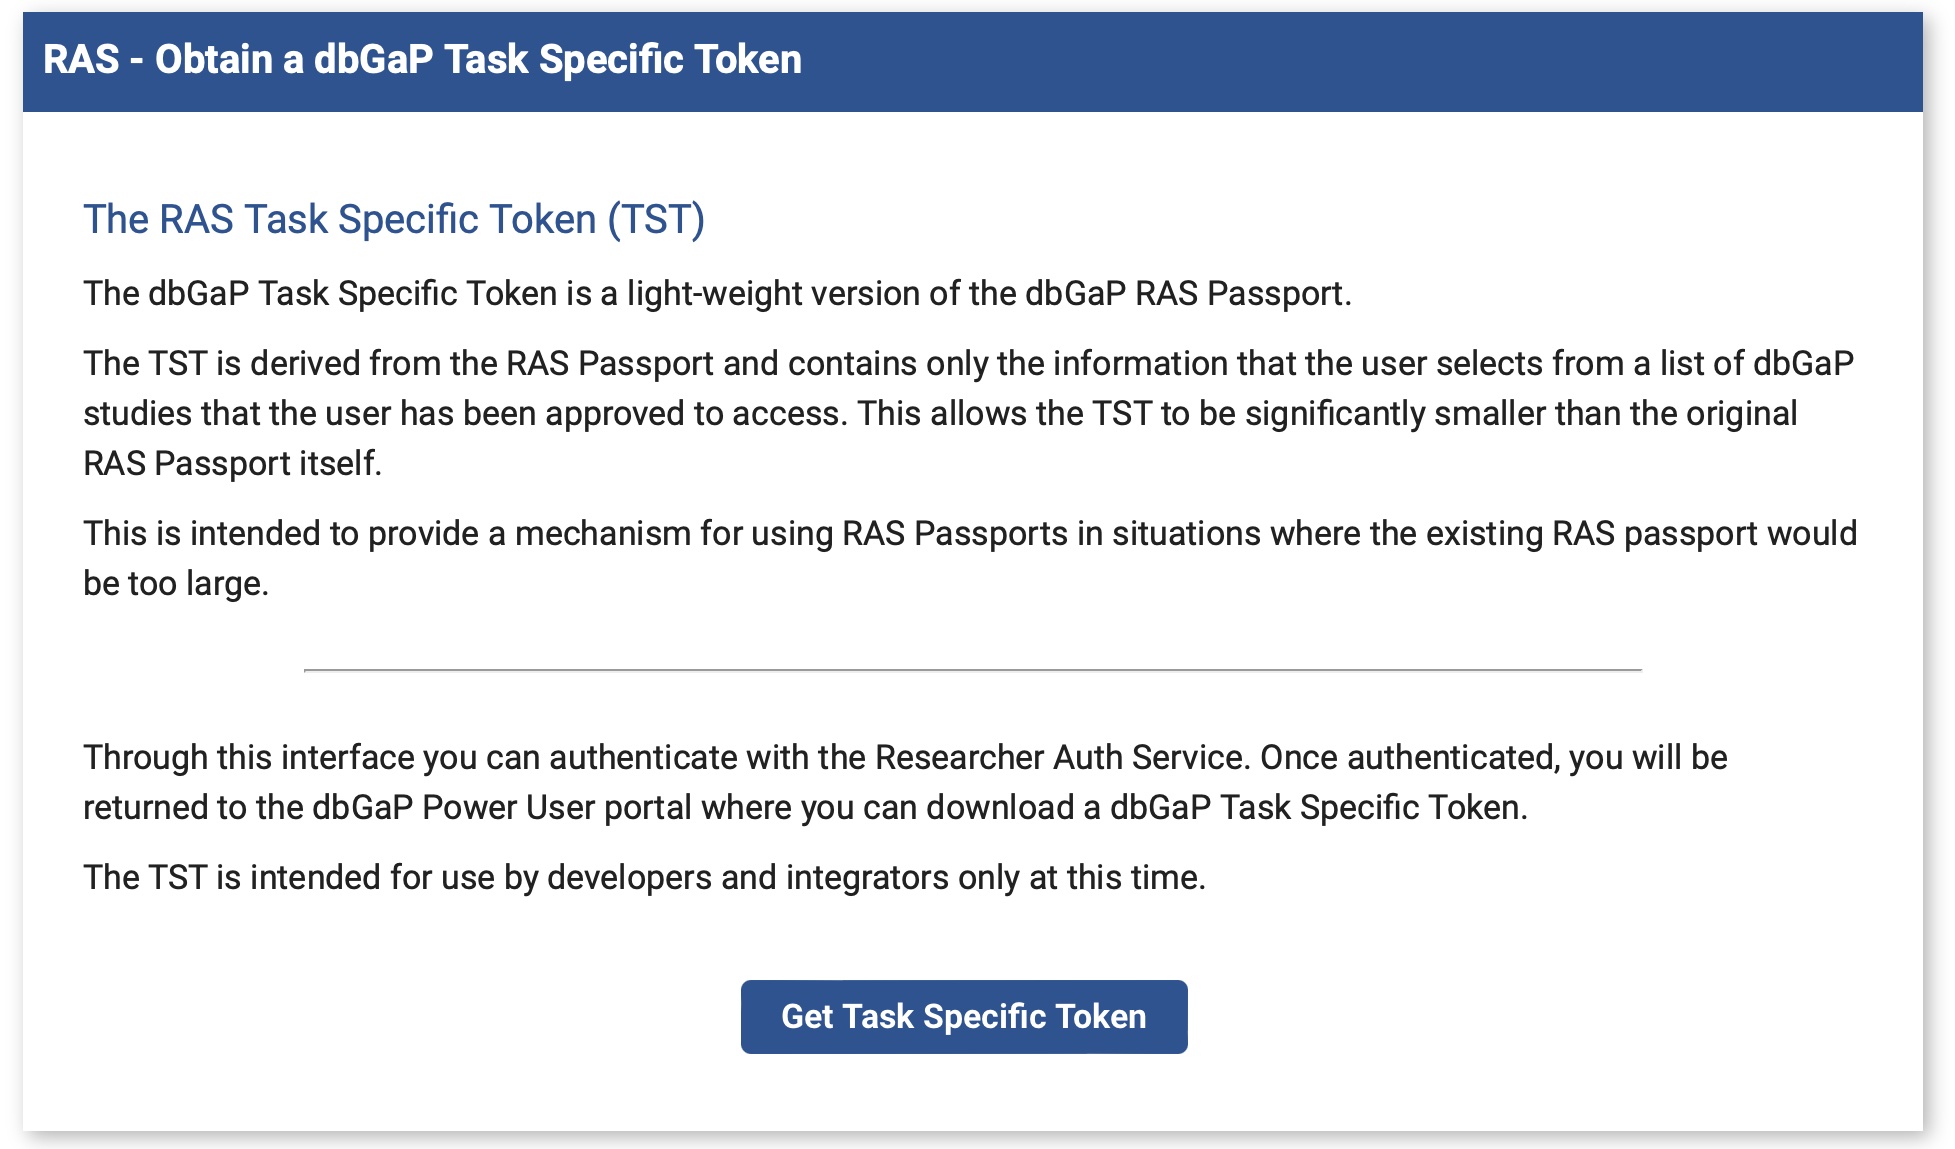 RAS - Obtain a dbGaP Task Specific Token
The RAS Task Specific Token (TST)
The dbGaP Task Specific Token is a light-weight version of the dbGaP RAS Passport.
The TST is derived from the RAS Passport and contains only the information that the user selects from a list of dbGaP
studies that the user has been approved to access. This allows the TST to be significantly smaller than the original
RAS Passport itself.
This is intended to provide a mechanism for using RAS Passports in situations where the existing RAS passport would
be too large.
Through this interface you can authenticate with the Researcher Auth Service. Once authenticated, you will be
returned to the dbGaP Power User portal where you can download a dbGaP Task Specific Token.
The TST is intended for use by developers and integrators only at this time.
Get Task Specific Token